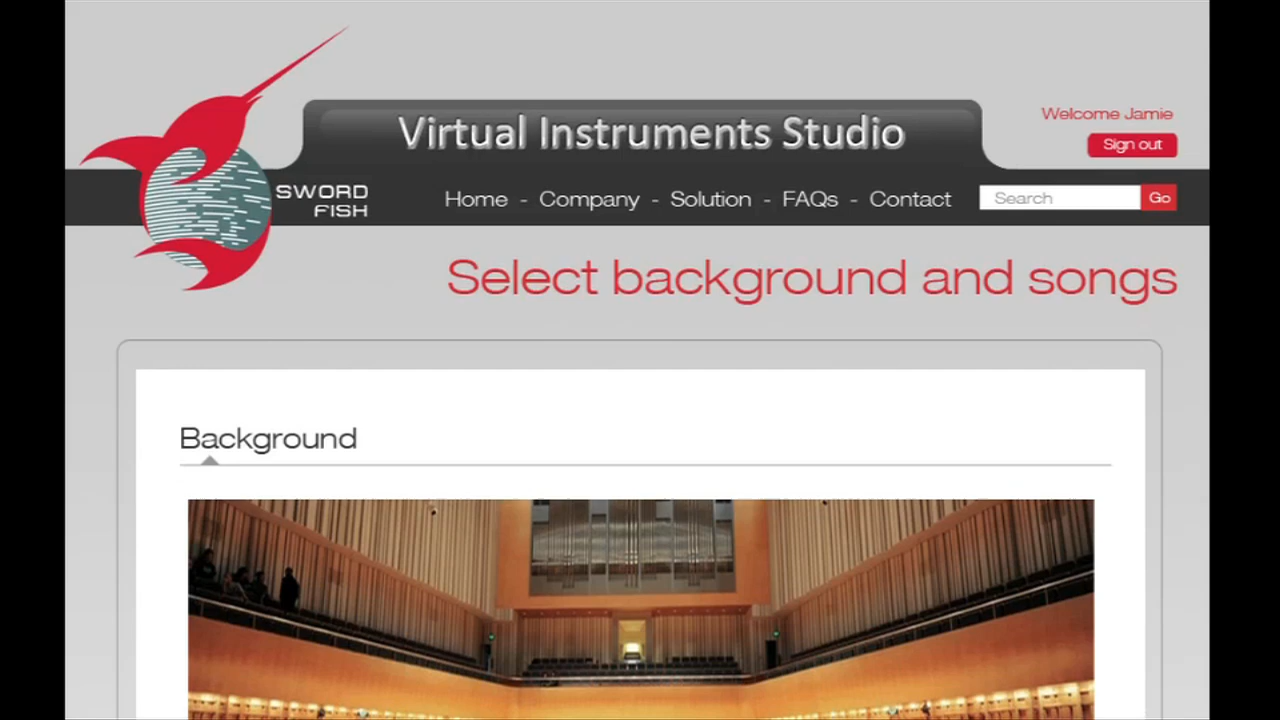 Virtual Instruments Studio
Welcome Jamie
Sign out
SWORD
FISH
Home - Company - Solution - FAQs - Contact
Search
Go
Select background and songs
Background